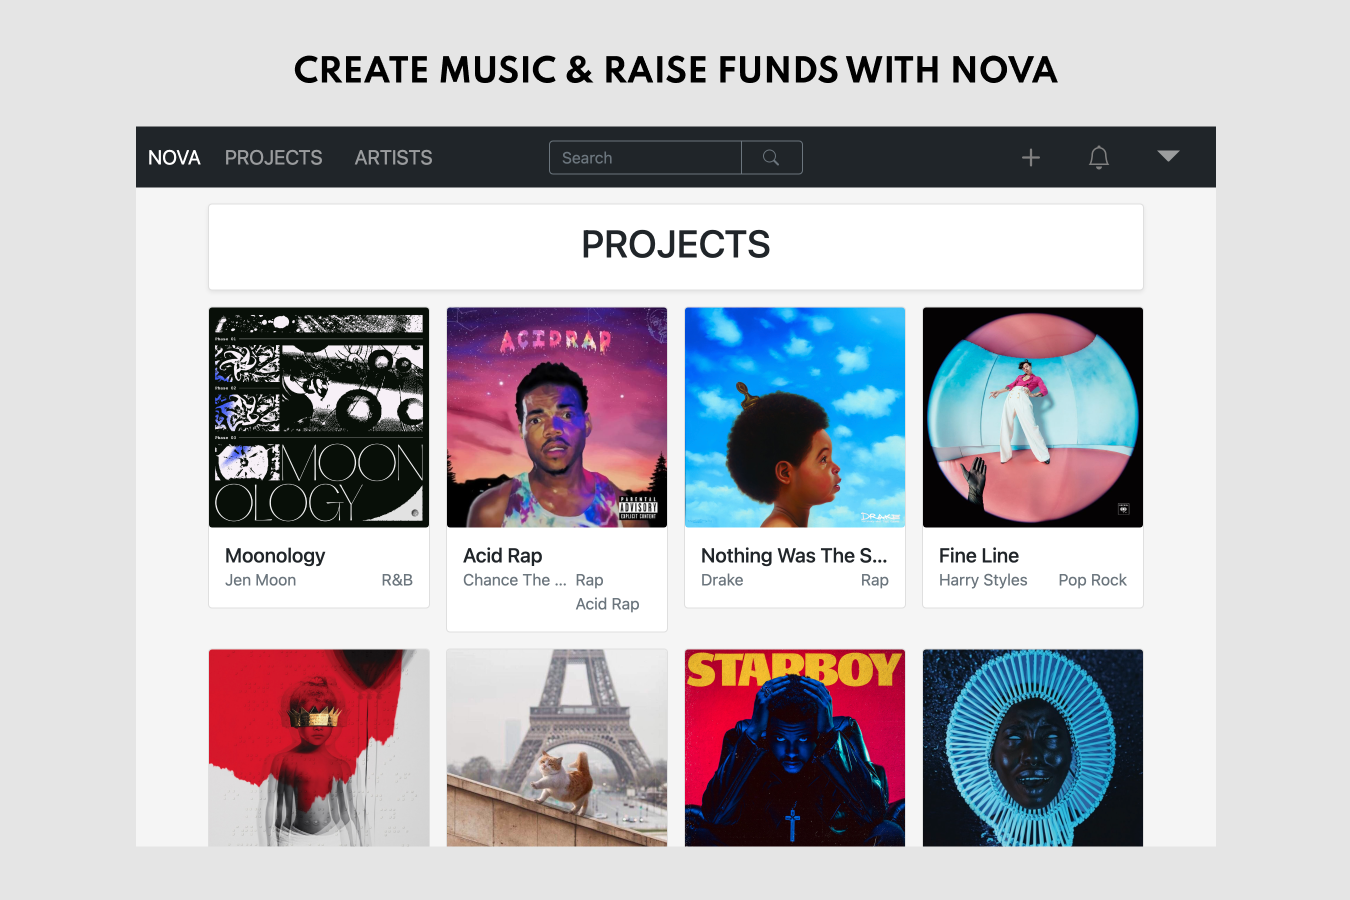 CREATE MUSIC & RAISE FUNDS WITH NOVA
NOVA PROJECTS ARTISTS Search
PROJECTS
Phase 01
Phase 02
Phase 03
MOON
OLOGY
ACIDRAP
PARENTAL
ADVISORY
EXPLICIT CONTENT
DRAKE
Moonology
Jen Moon R&B
Acid Rap
Chance The ... Rap
Acid Rap
Nothing Was The S...
Drake Rap
Fine Line
Harry Styles Pop Rock
STARBOY